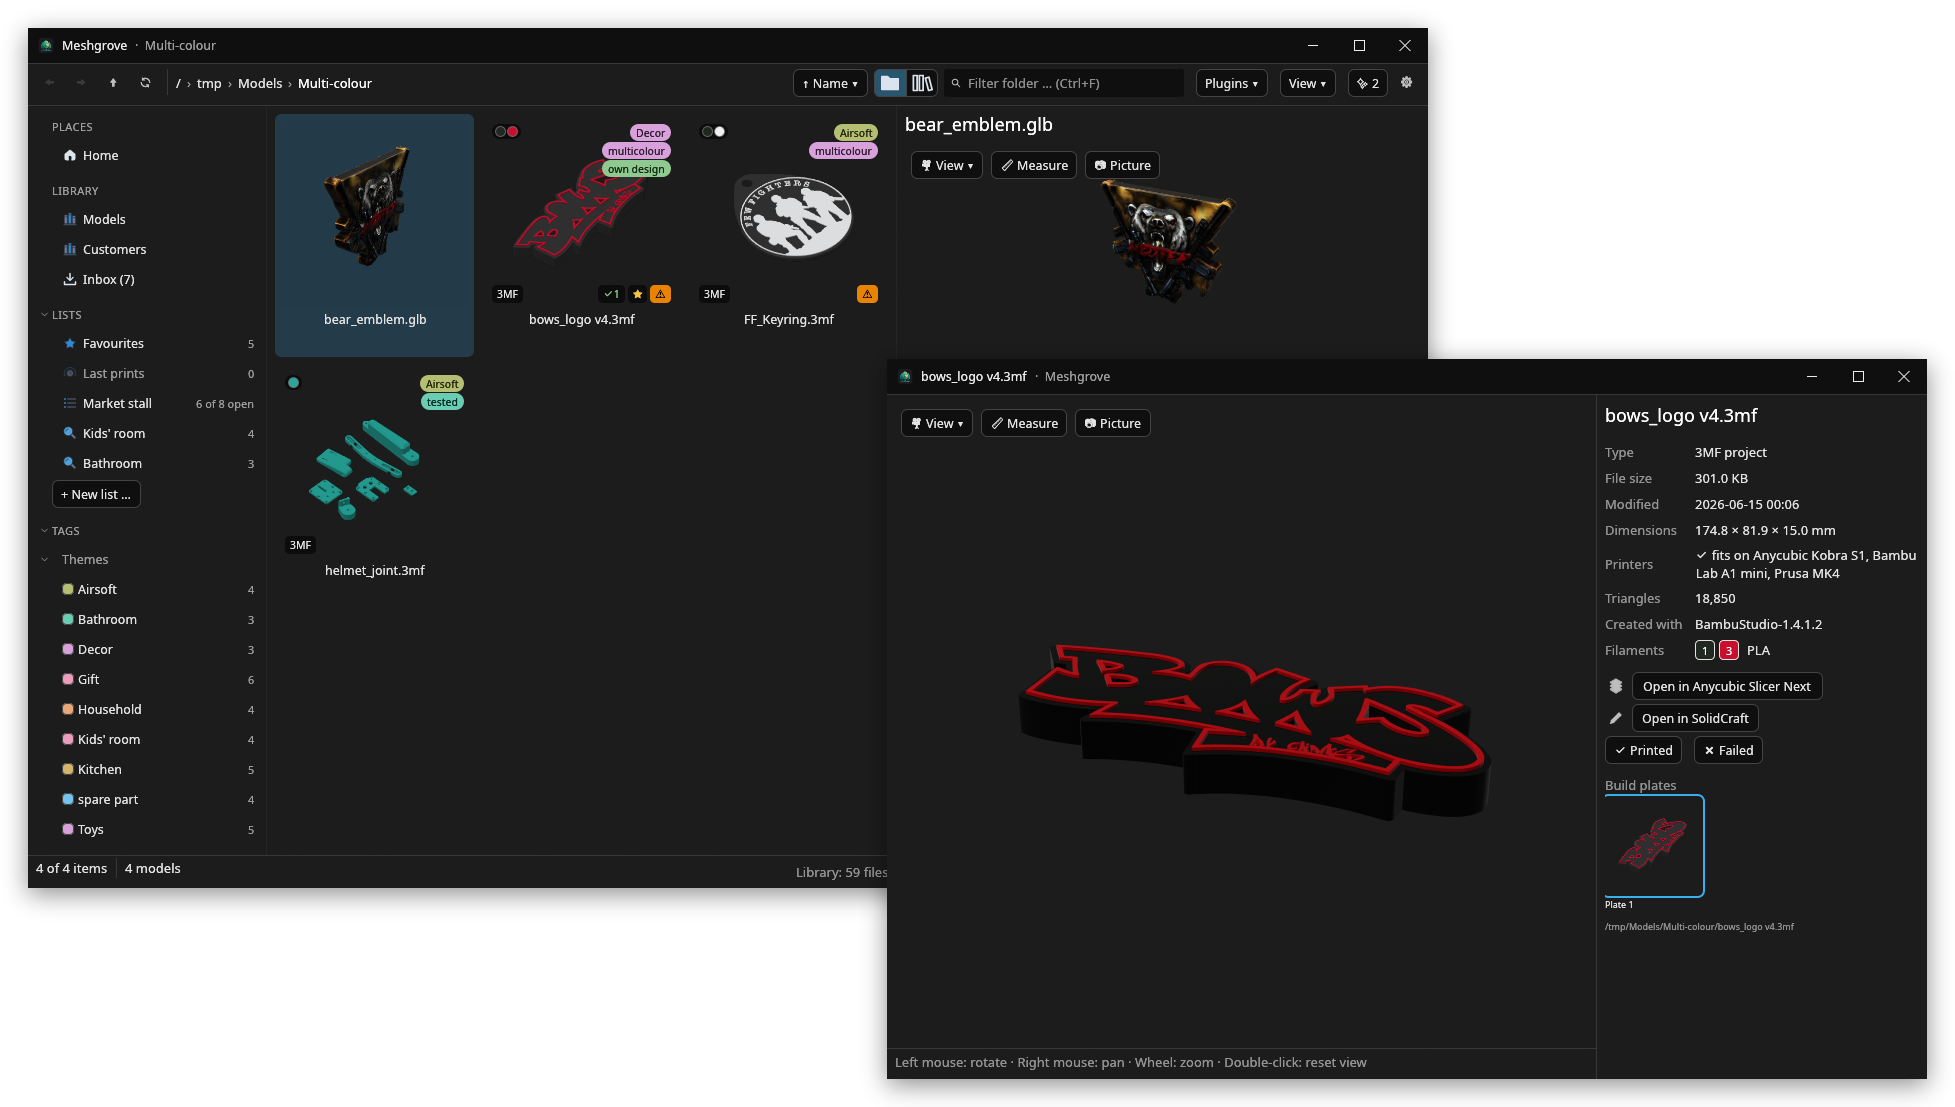 Meshgrove · Multi-colour
/ › tmp › Models › Multi-colour
↑ Name ▾
Filter folder ... (Ctrl+F)
Plugins ▾
View ▾
2
PLACES
Home
LIBRARY
Models
Customers
Inbox (7)
LISTS
Favourites 5
Last prints 0
Market stall 6 of 8 open
Kids' room 4
Bathroom 3
+ New list ...
TAGS
Themes
Airsoft 4
Bathroom 3
Decor 3
Gift 6
Household 4
Kids' room 4
Kitchen 5
spare part 4
Toys 5
bear_emblem.glb
Decor
multicolour
own design
3MF
✓1
bows_logo v4.3mf
Airsoft
multicolour
FEW FIGHTERS
3MF
FF_Keyring.3mf
Airsoft
tested
3MF
helmet_joint.3mf
bear_emblem.glb
View ▾
Measure
Picture
4 of 4 items
4 models
Library: 59 files
bows_logo v4.3mf · Meshgrove
View ▾
Measure
Picture
BOWS
Left mouse: rotate · Right mouse: pan · Wheel: zoom · Double-click: reset view
bows_logo v4.3mf
Type 3MF project
File size 301.0 KB
Modified 2026-06-15 00:06
Dimensions 174.8 × 81.9 × 15.0 mm
Printers ✓ fits on Anycubic Kobra S1, Bambu
Lab A1 mini, Prusa MK4
Triangles 18,850
Created with BambuStudio-1.4.1.2
Filaments 1 3 PLA
Open in Anycubic Slicer Next
Open in SolidCraft
✓ Printed
✕ Failed
Build plates
Plate 1
/tmp/Models/Multi-colour/bows_logo v4.3mf